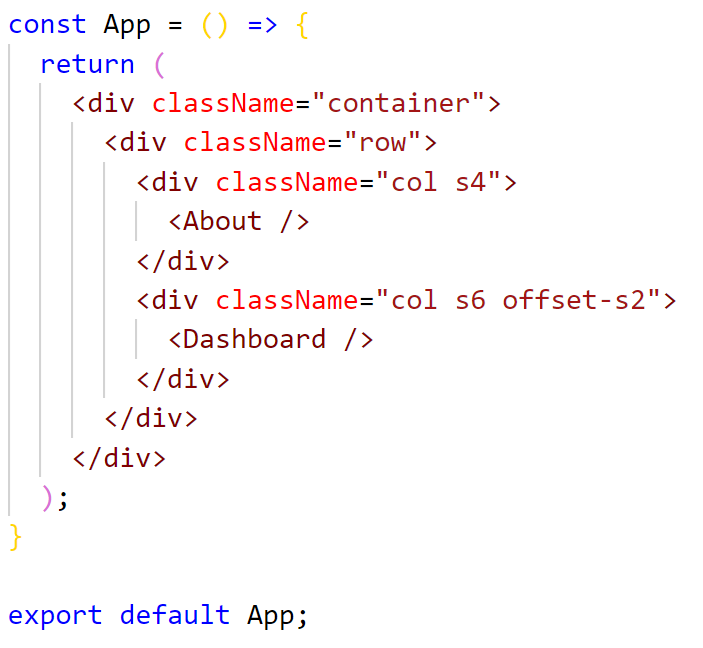 const App = () => {
  return (
    <div className="container">
      <div className="row">
        <div className="col s4">
          <About />
        </div>
        <div className="col s6 offset-s2">
          <Dashboard />
        </div>
      </div>
    </div>
  );
}

export default App;